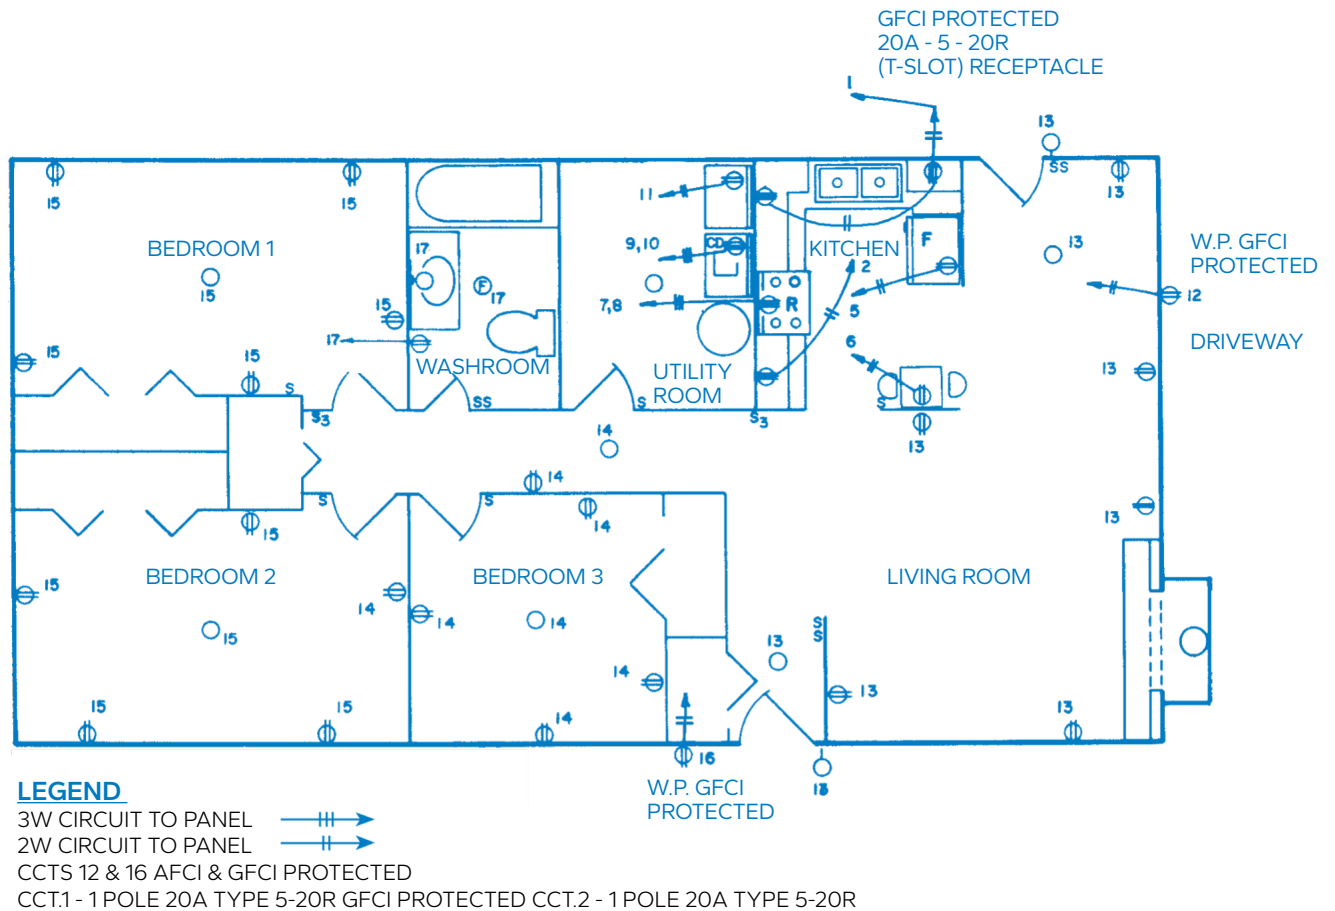 GFCI PROTECTED
20A - 5 - 20R
(T-SLOT) RECEPTACLE
1
13
SS
15
15
13
11
BEDROOM 1
17
9,10
CD
KITCHEN
F
13
W.P. GFCI
PROTECTED
15
F
17
2
12
7,8
R
5
15
17
6
DRIVEWAY
15
15
WASHROOM
UTILITY
ROOM
13
S
S3
SS
S
S3
S
13
14
S
S
14
15
14
13
BEDROOM 2
BEDROOM 3
LIVING ROOM
15
14
14
15
14
S
S
13
14
13
15
15
14
13
16
13
W.P. GFCI
PROTECTED
LEGEND
3W CIRCUIT TO PANEL
2W CIRCUIT TO PANEL
CCTS 12 & 16 AFCI & GFCI PROTECTED
CCT.1 - 1 POLE 20A TYPE 5-20R GFCI PROTECTED CCT.2 - 1 POLE 20A TYPE 5-20R